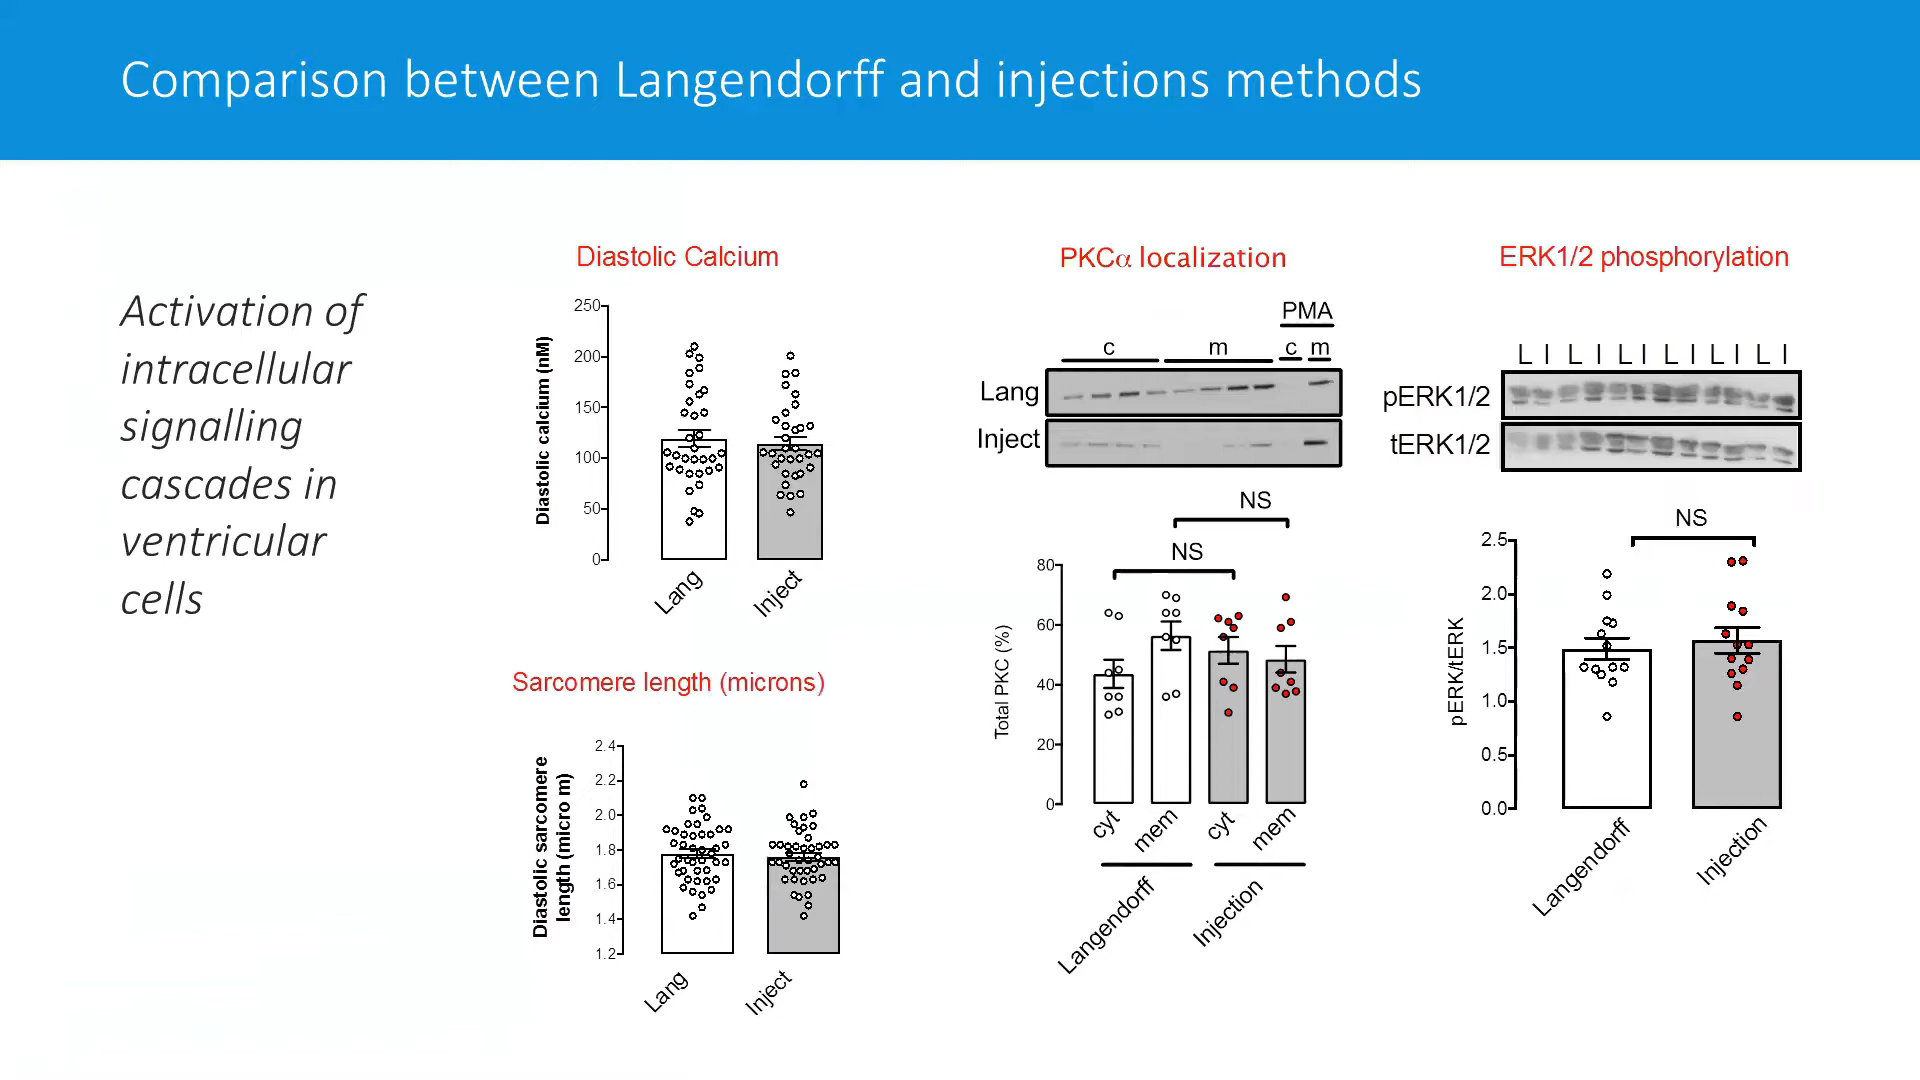 Comparison between Langendorff and injections methods
Activation of
intracellular
signalling
cascades in
ventricular
cells
Diastolic Calcium
Diastolic calcium (nM)
250
200
150
100
50
0
Lang
Inject
Sarcomere length (microns)
Diastolic sarcomere
length (micro m)
2.4
2.2
2.0
1.8
1.6
1.4
1.2
Lang
Inject
PKCα localization
PMA
c m c m
Lang
Inject
NS
NS
Total PKC (%)
80
60
40
20
0
cyt mem cyt mem
Langendorff
Injection
ERK1/2 phosphorylation
L I L I L I L I L I L I
pERK1/2
tERK1/2
NS
pERK/tERK
2.5
2.0
1.5
1.0
0.5
0.0
Langendorff
Injection